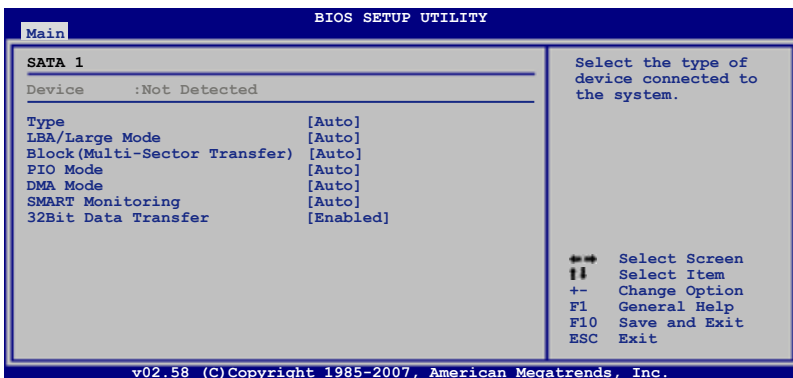 BIOS SETUP UTILITY
Main
SATA 1
Device :Not Detected
Type [Auto]
LBA/Large Mode [Auto]
Block(Multi-Sector Transfer) [Auto]
PIO Mode [Auto]
DMA Mode [Auto]
SMART Monitoring [Auto]
32Bit Data Transfer [Enabled]
Select the type of
device connected to
the system.
←→ Select Screen
↑↓ Select Item
+- Change Option
F1 General Help
F10 Save and Exit
ESC Exit
v02.58 (C)Copyright 1985-2007, American Megatrends, Inc.